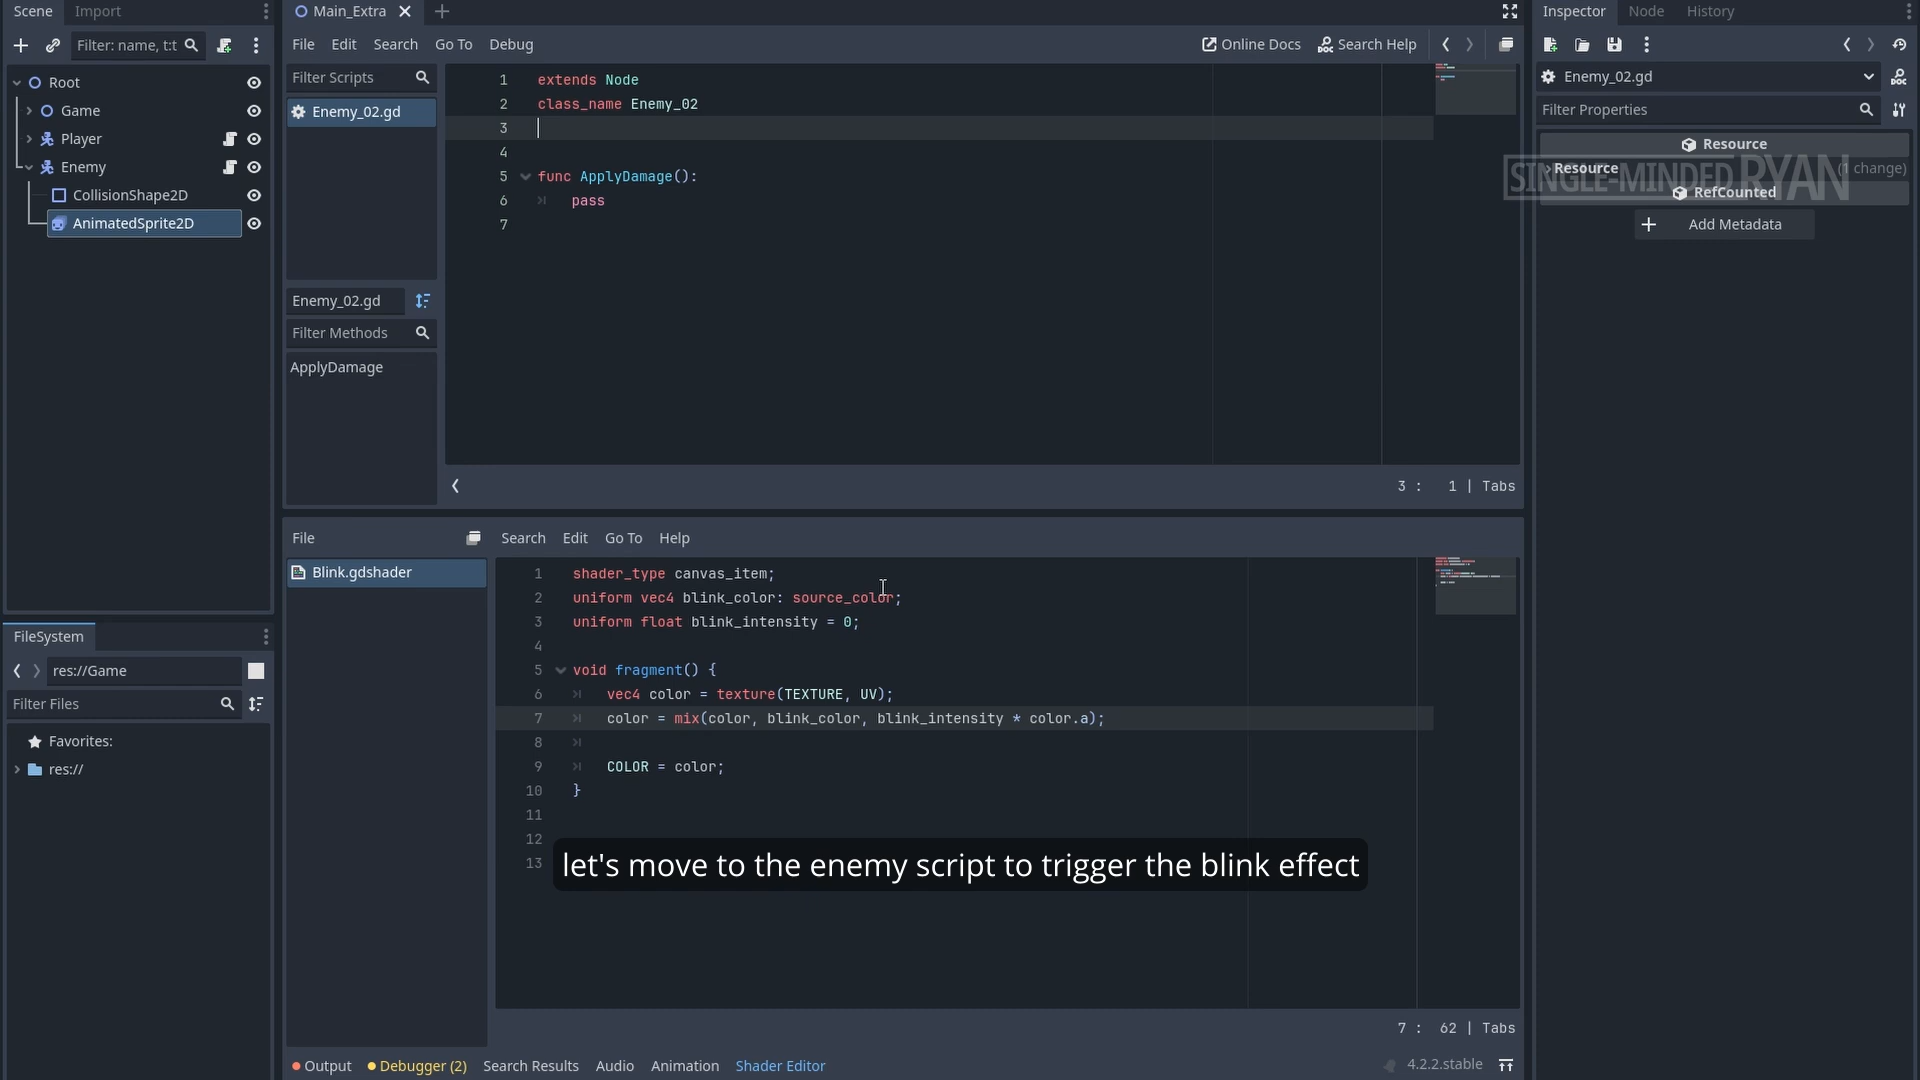 Scene Import
Filter: name, t:t
Root
Game
Player
Enemy
CollisionShape2D
AnimatedSprite2D
FileSystem
res://Game
Filter Files
Favorites:
res://
Main_Extra
File Edit Search Go To Debug
Online Docs Search Help
Filter Scripts
Enemy_02.gd
Enemy_02.gd
Filter Methods
ApplyDamage
1 extends Node
2 class_name Enemy_02
3
4
5 func ApplyDamage():
6 pass
7
3 : 1 | Tabs
File
Blink.gdshader
Search Edit Go To Help
1 shader_type canvas_item;
2 uniform vec4 blink_color: source_color;
3 uniform float blink_intensity = 0;
4
5 void fragment() {
6 vec4 color = texture(TEXTURE, UV);
7 color = mix(color, blink_color, blink_intensity * color.a);
8
9 COLOR = color;
10 }
11
12
13
let's move to the enemy script to trigger the blink effect
7 : 62 | Tabs
Output Debugger (2) Search Results Audio Animation Shader Editor
4.2.2.stable
Inspector Node History
Enemy_02.gd
Filter Properties
Resource
Resource (1 change)
SINGLE-MINDED RYAN
RefCounted
Add Metadata